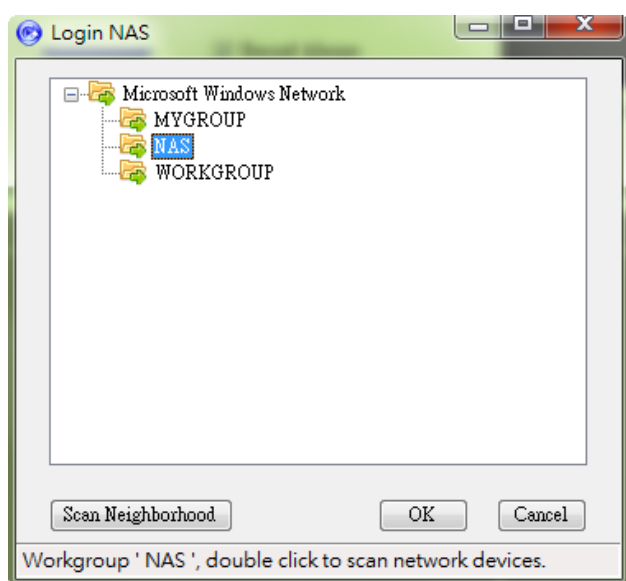 Login NAS
Microsoft Windows Network
MYGROUP
NAS
WORKGROUP
Scan Neighborhood OK Cancel
Workgroup ' NAS ', double click to scan network devices.